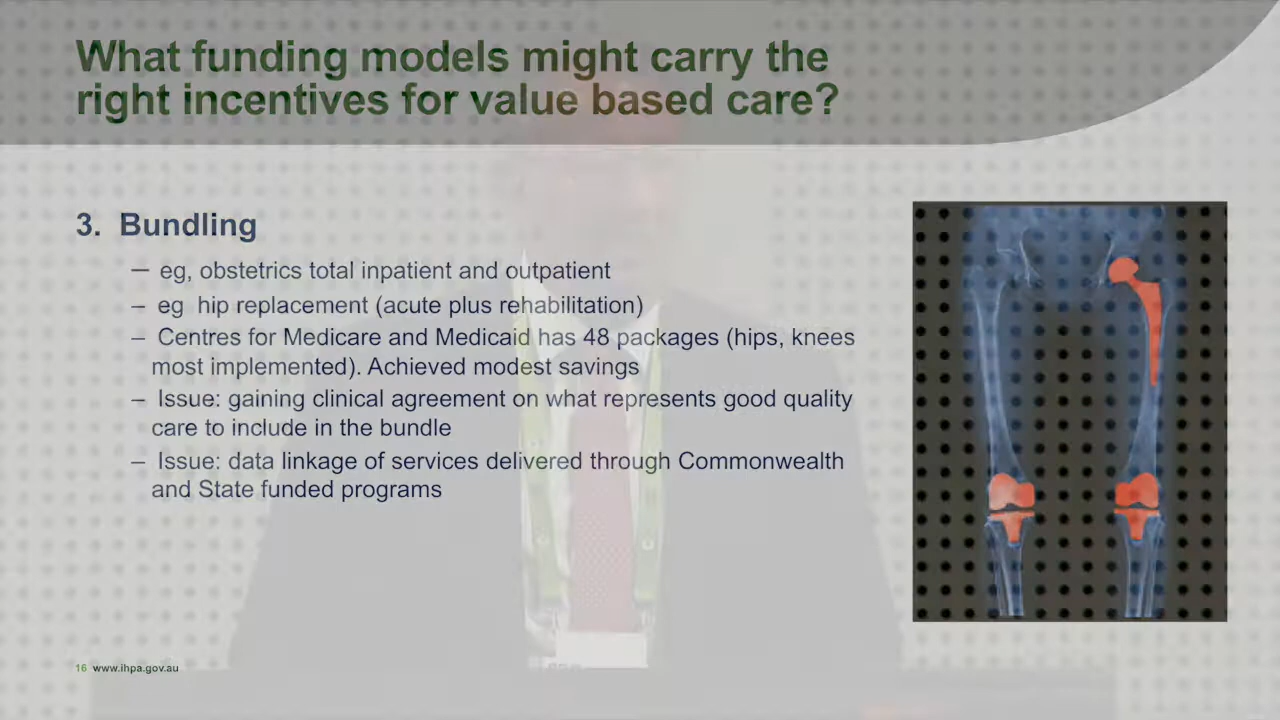 What funding models might carry the
right incentives for value based care?
3. Bundling
– eg, obstetrics total inpatient and outpatient
– eg hip replacement (acute plus rehabilitation)
– Centres for Medicare and Medicaid has 48 packages (hips, knees
most implemented). Achieved modest savings
– Issue: gaining clinical agreement on what represents good quality
care to include in the bundle
– Issue: data linkage of services delivered through Commonwealth
and State funded programs
16 www.ihpa.gov.au